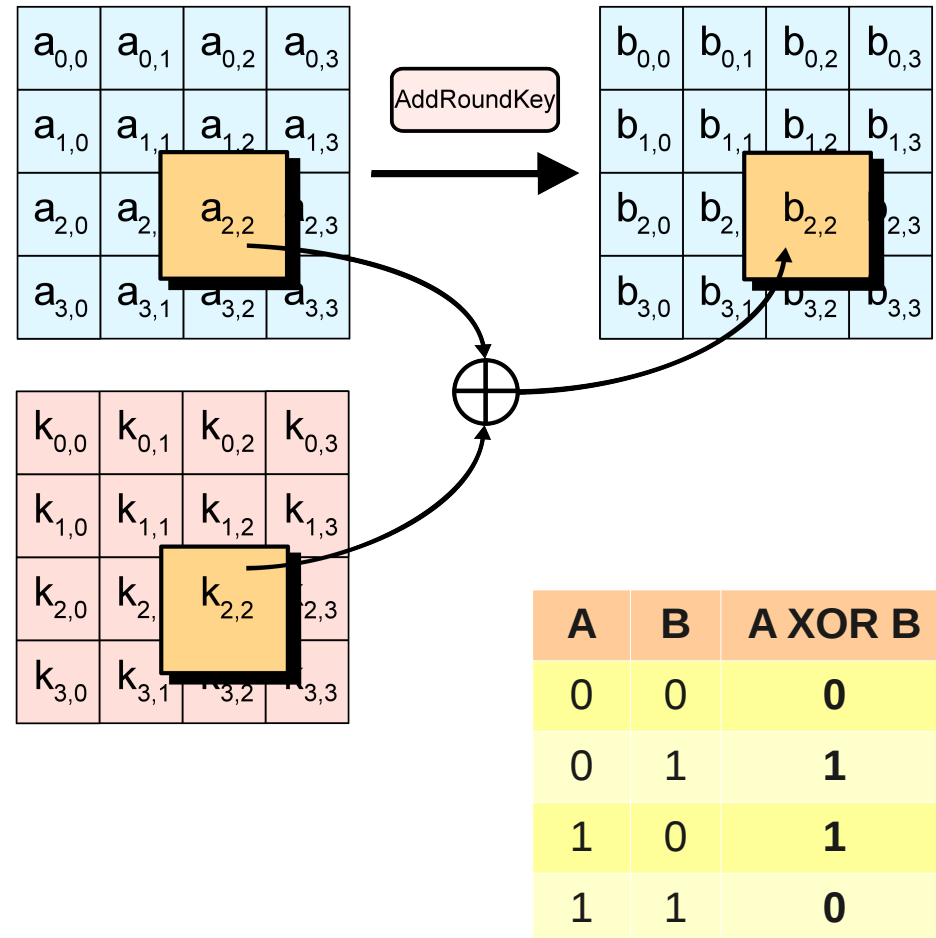 a0,0 a0,1 a0,2 a0,3
a1,0 a1,1 a1,2 a1,3
a2,0 a2, a2,2 2,3
a3,0 a3,1 a3,2 a3,3
AddRoundKey
b0,0 b0,1 b0,2 b0,3
b1,0 b1,1 b1,2 b1,3
b2,0 b2, b2,2 b2,3
b3,0 b3,1 b3,2 b3,3
k0,0 k0,1 k0,2 k0,3
k1,0 k1,1 k1,2 k1,3
k2,0 k2, k2,2 2,3
k3,0 k3,1 k3,2 k3,3
A B A XOR B
0 0 0
0 1 1
1 0 1
1 1 0